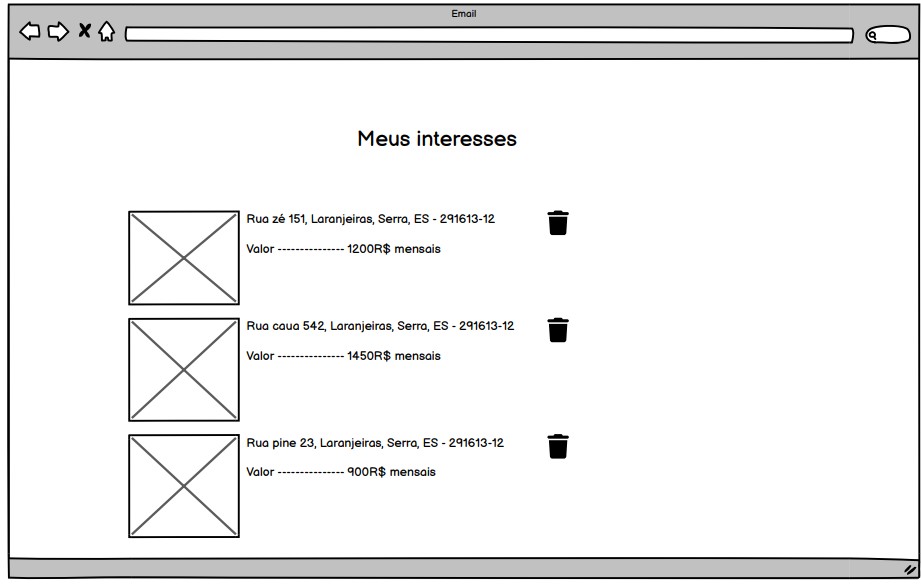 Email
Meus interesses
Rua zé 151, Laranjeiras, Serra, ES - 291613-12
Valor --------------- 1200R$ mensais
Rua caua 542, Laranjeiras, Serra, ES - 291613-12
Valor --------------- 1450R$ mensais
Rua pine 23, Laranjeiras, Serra, ES - 291613-12
Valor --------------- 900R$ mensais